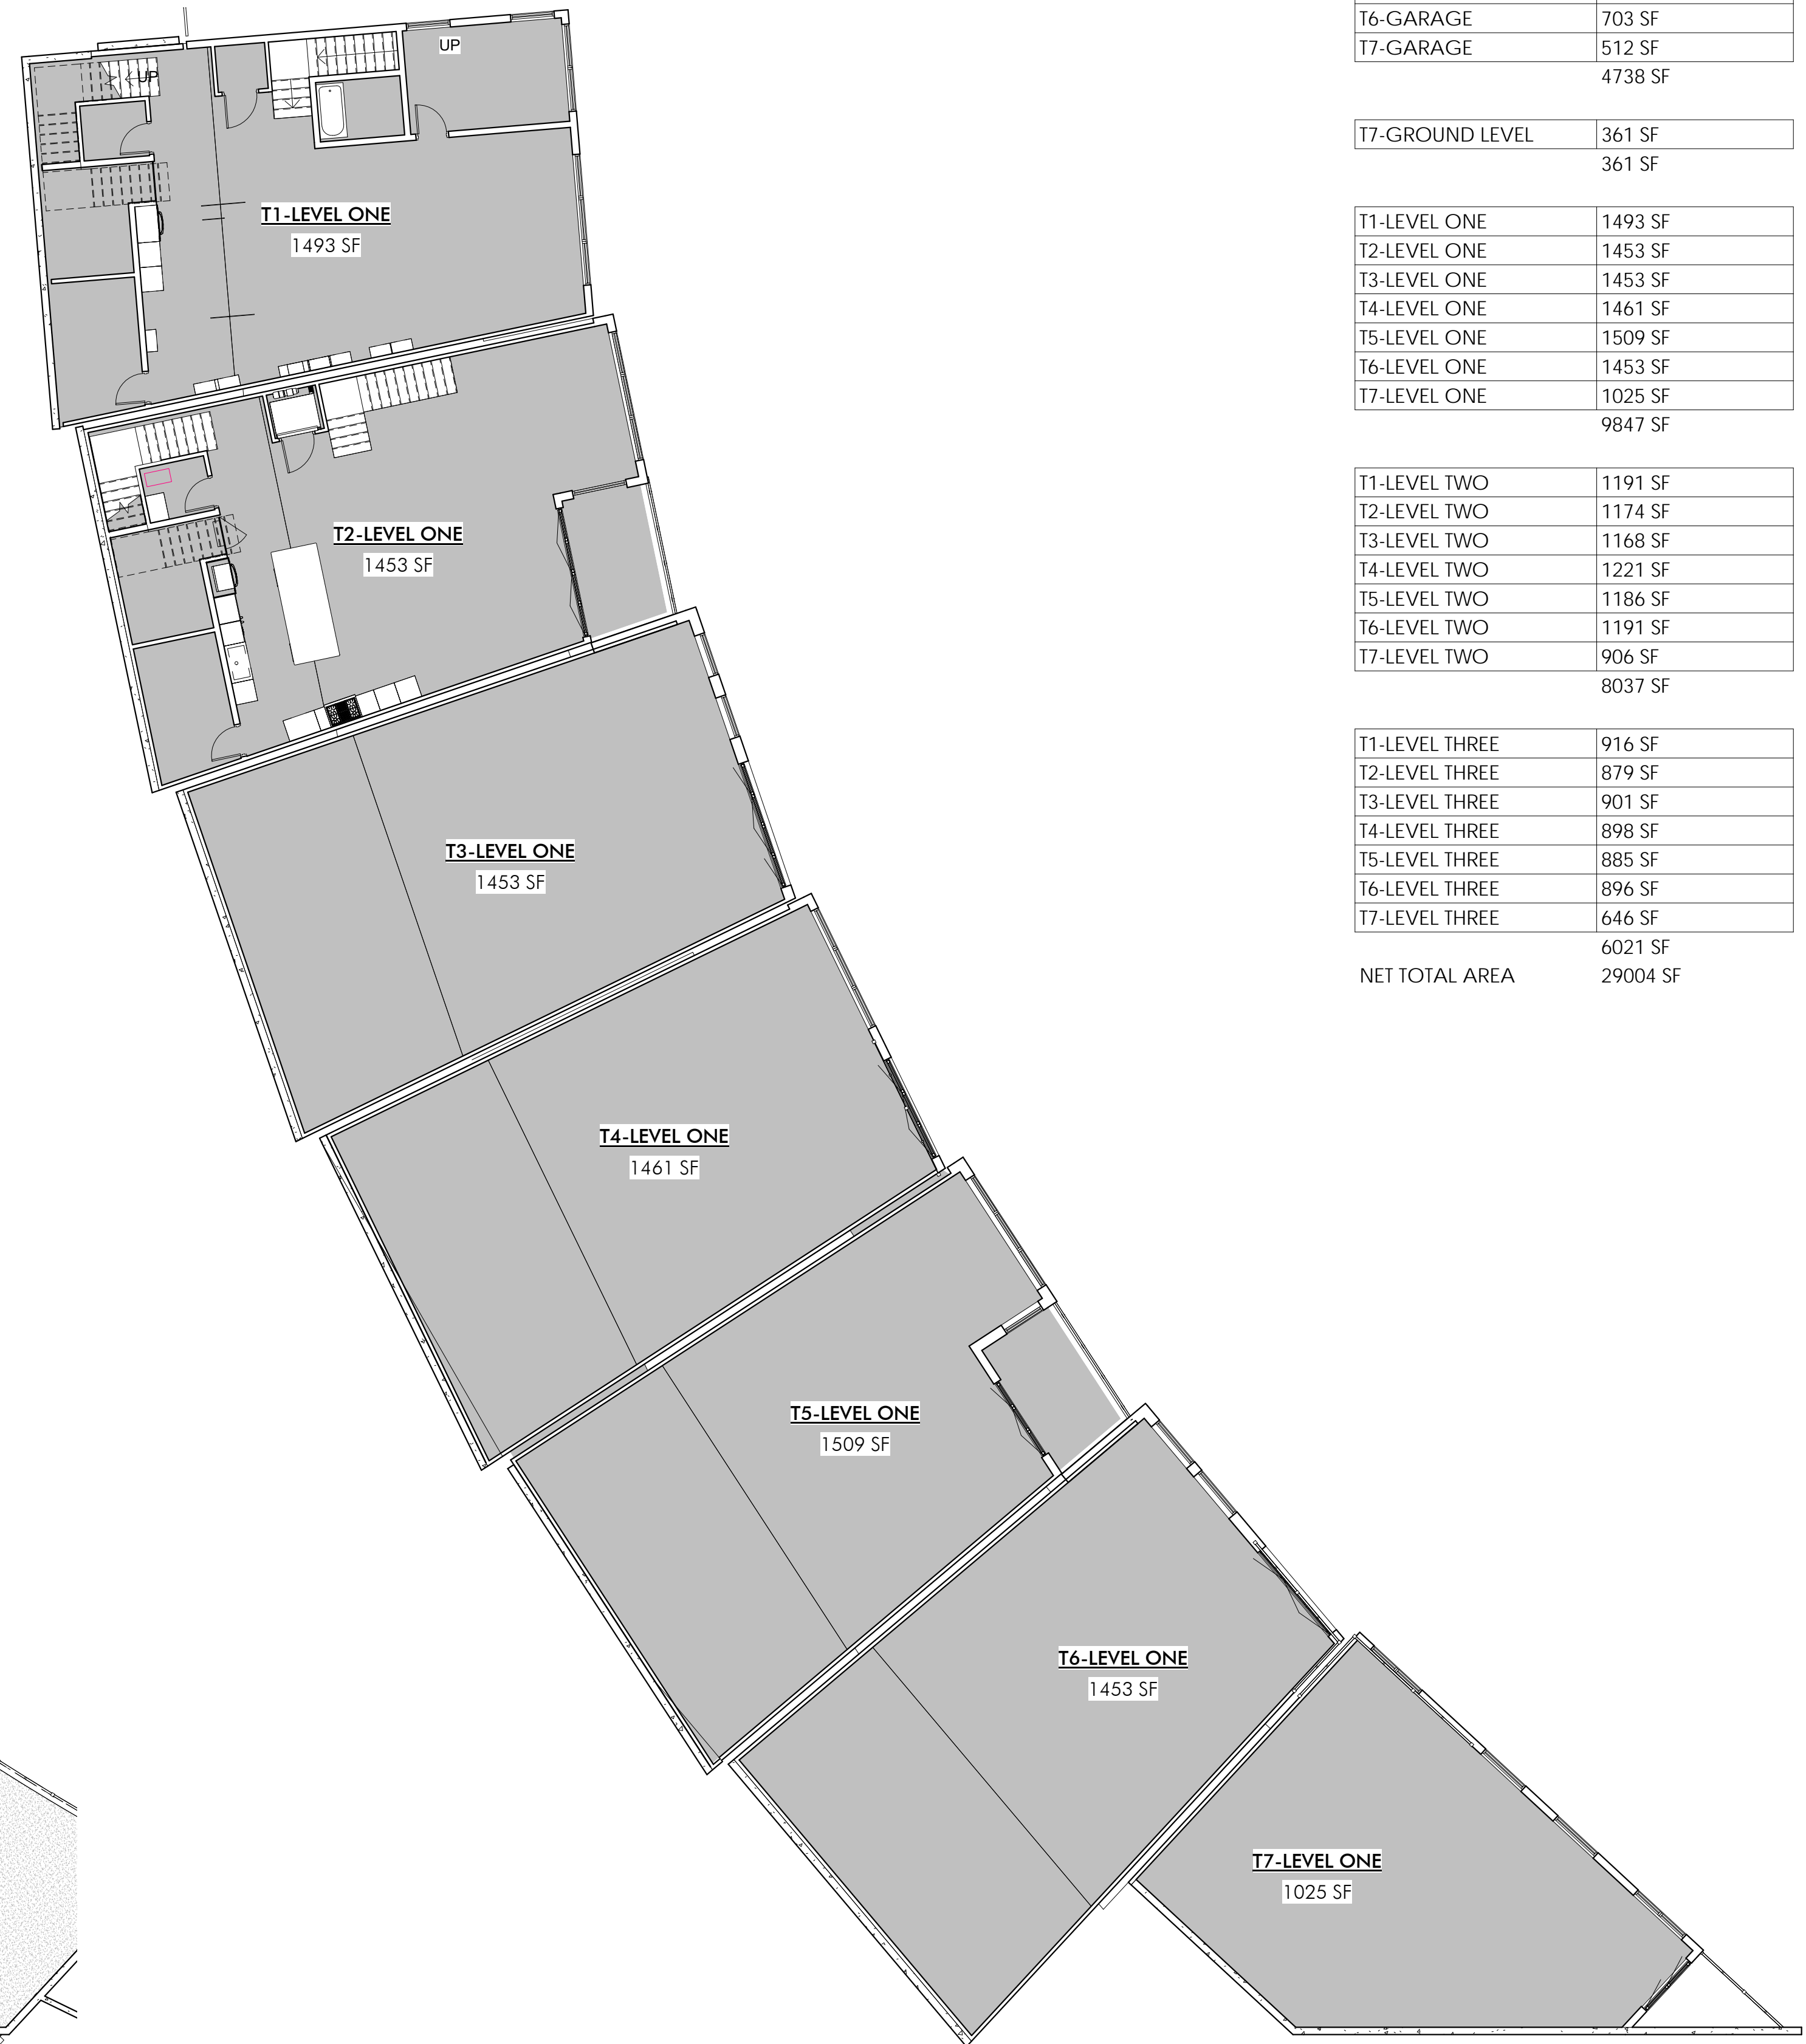 UP
UP
T1-LEVEL ONE
1493 SF
T2-LEVEL ONE
1453 SF
T3-LEVEL ONE
1453 SF
T4-LEVEL ONE
1461 SF
T5-LEVEL ONE
1509 SF
T6-LEVEL ONE
1453 SF
T7-LEVEL ONE
1025 SF
T6-GARAGE 703 SF
T7-GARAGE 512 SF
4738 SF
T7-GROUND LEVEL 361 SF
361 SF
T1-LEVEL ONE 1493 SF
T2-LEVEL ONE 1453 SF
T3-LEVEL ONE 1453 SF
T4-LEVEL ONE 1461 SF
T5-LEVEL ONE 1509 SF
T6-LEVEL ONE 1453 SF
T7-LEVEL ONE 1025 SF
9847 SF
T1-LEVEL TWO 1191 SF
T2-LEVEL TWO 1174 SF
T3-LEVEL TWO 1168 SF
T4-LEVEL TWO 1221 SF
T5-LEVEL TWO 1186 SF
T6-LEVEL TWO 1191 SF
T7-LEVEL TWO 906 SF
8037 SF
T1-LEVEL THREE 916 SF
T2-LEVEL THREE 879 SF
T3-LEVEL THREE 901 SF
T4-LEVEL THREE 898 SF
T5-LEVEL THREE 885 SF
T6-LEVEL THREE 896 SF
T7-LEVEL THREE 646 SF
6021 SF
NET TOTAL AREA 29004 SF